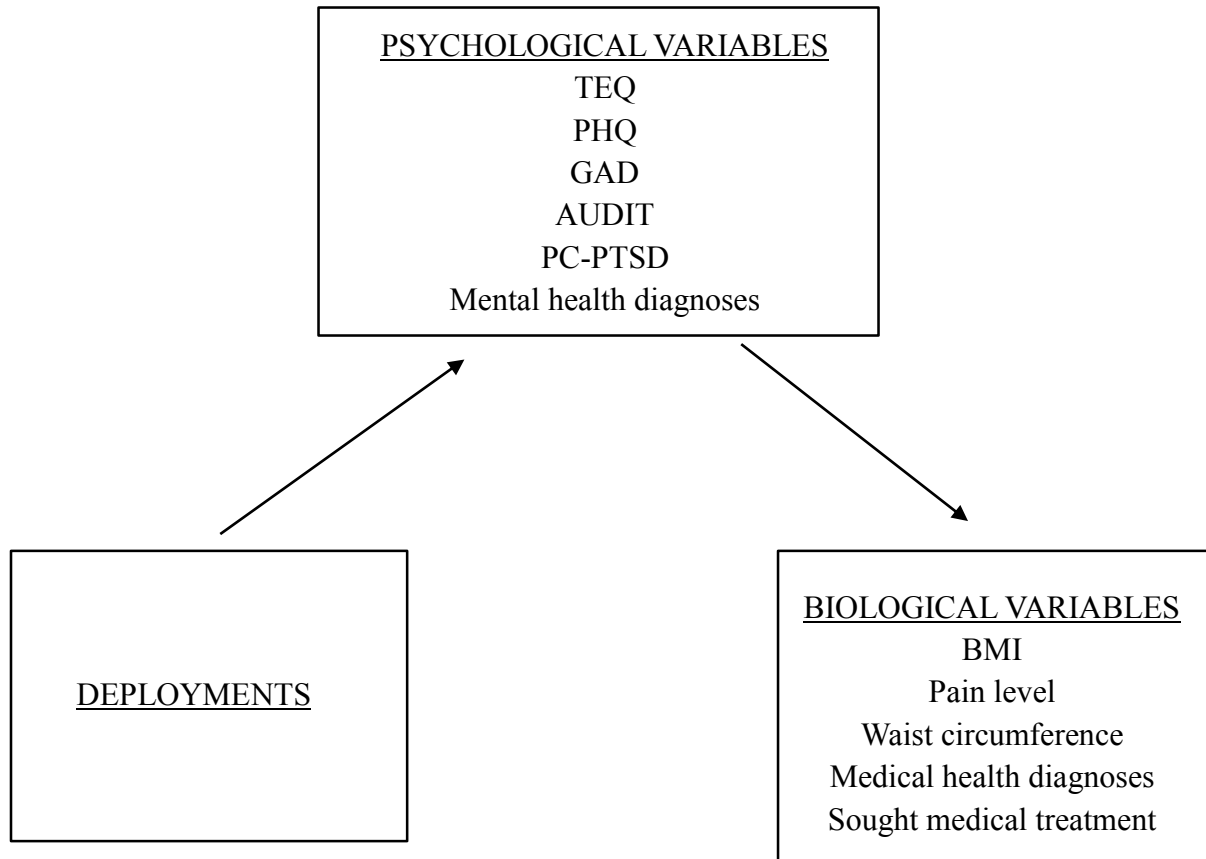 PSYCHOLOGICAL VARIABLES
TEQ
PHQ
GAD
AUDIT
PC-PTSD
Mental health diagnoses
DEPLOYMENTS
BIOLOGICAL VARIABLES
BMI
Pain level
Waist circumference
Medical health diagnoses
Sought medical treatment